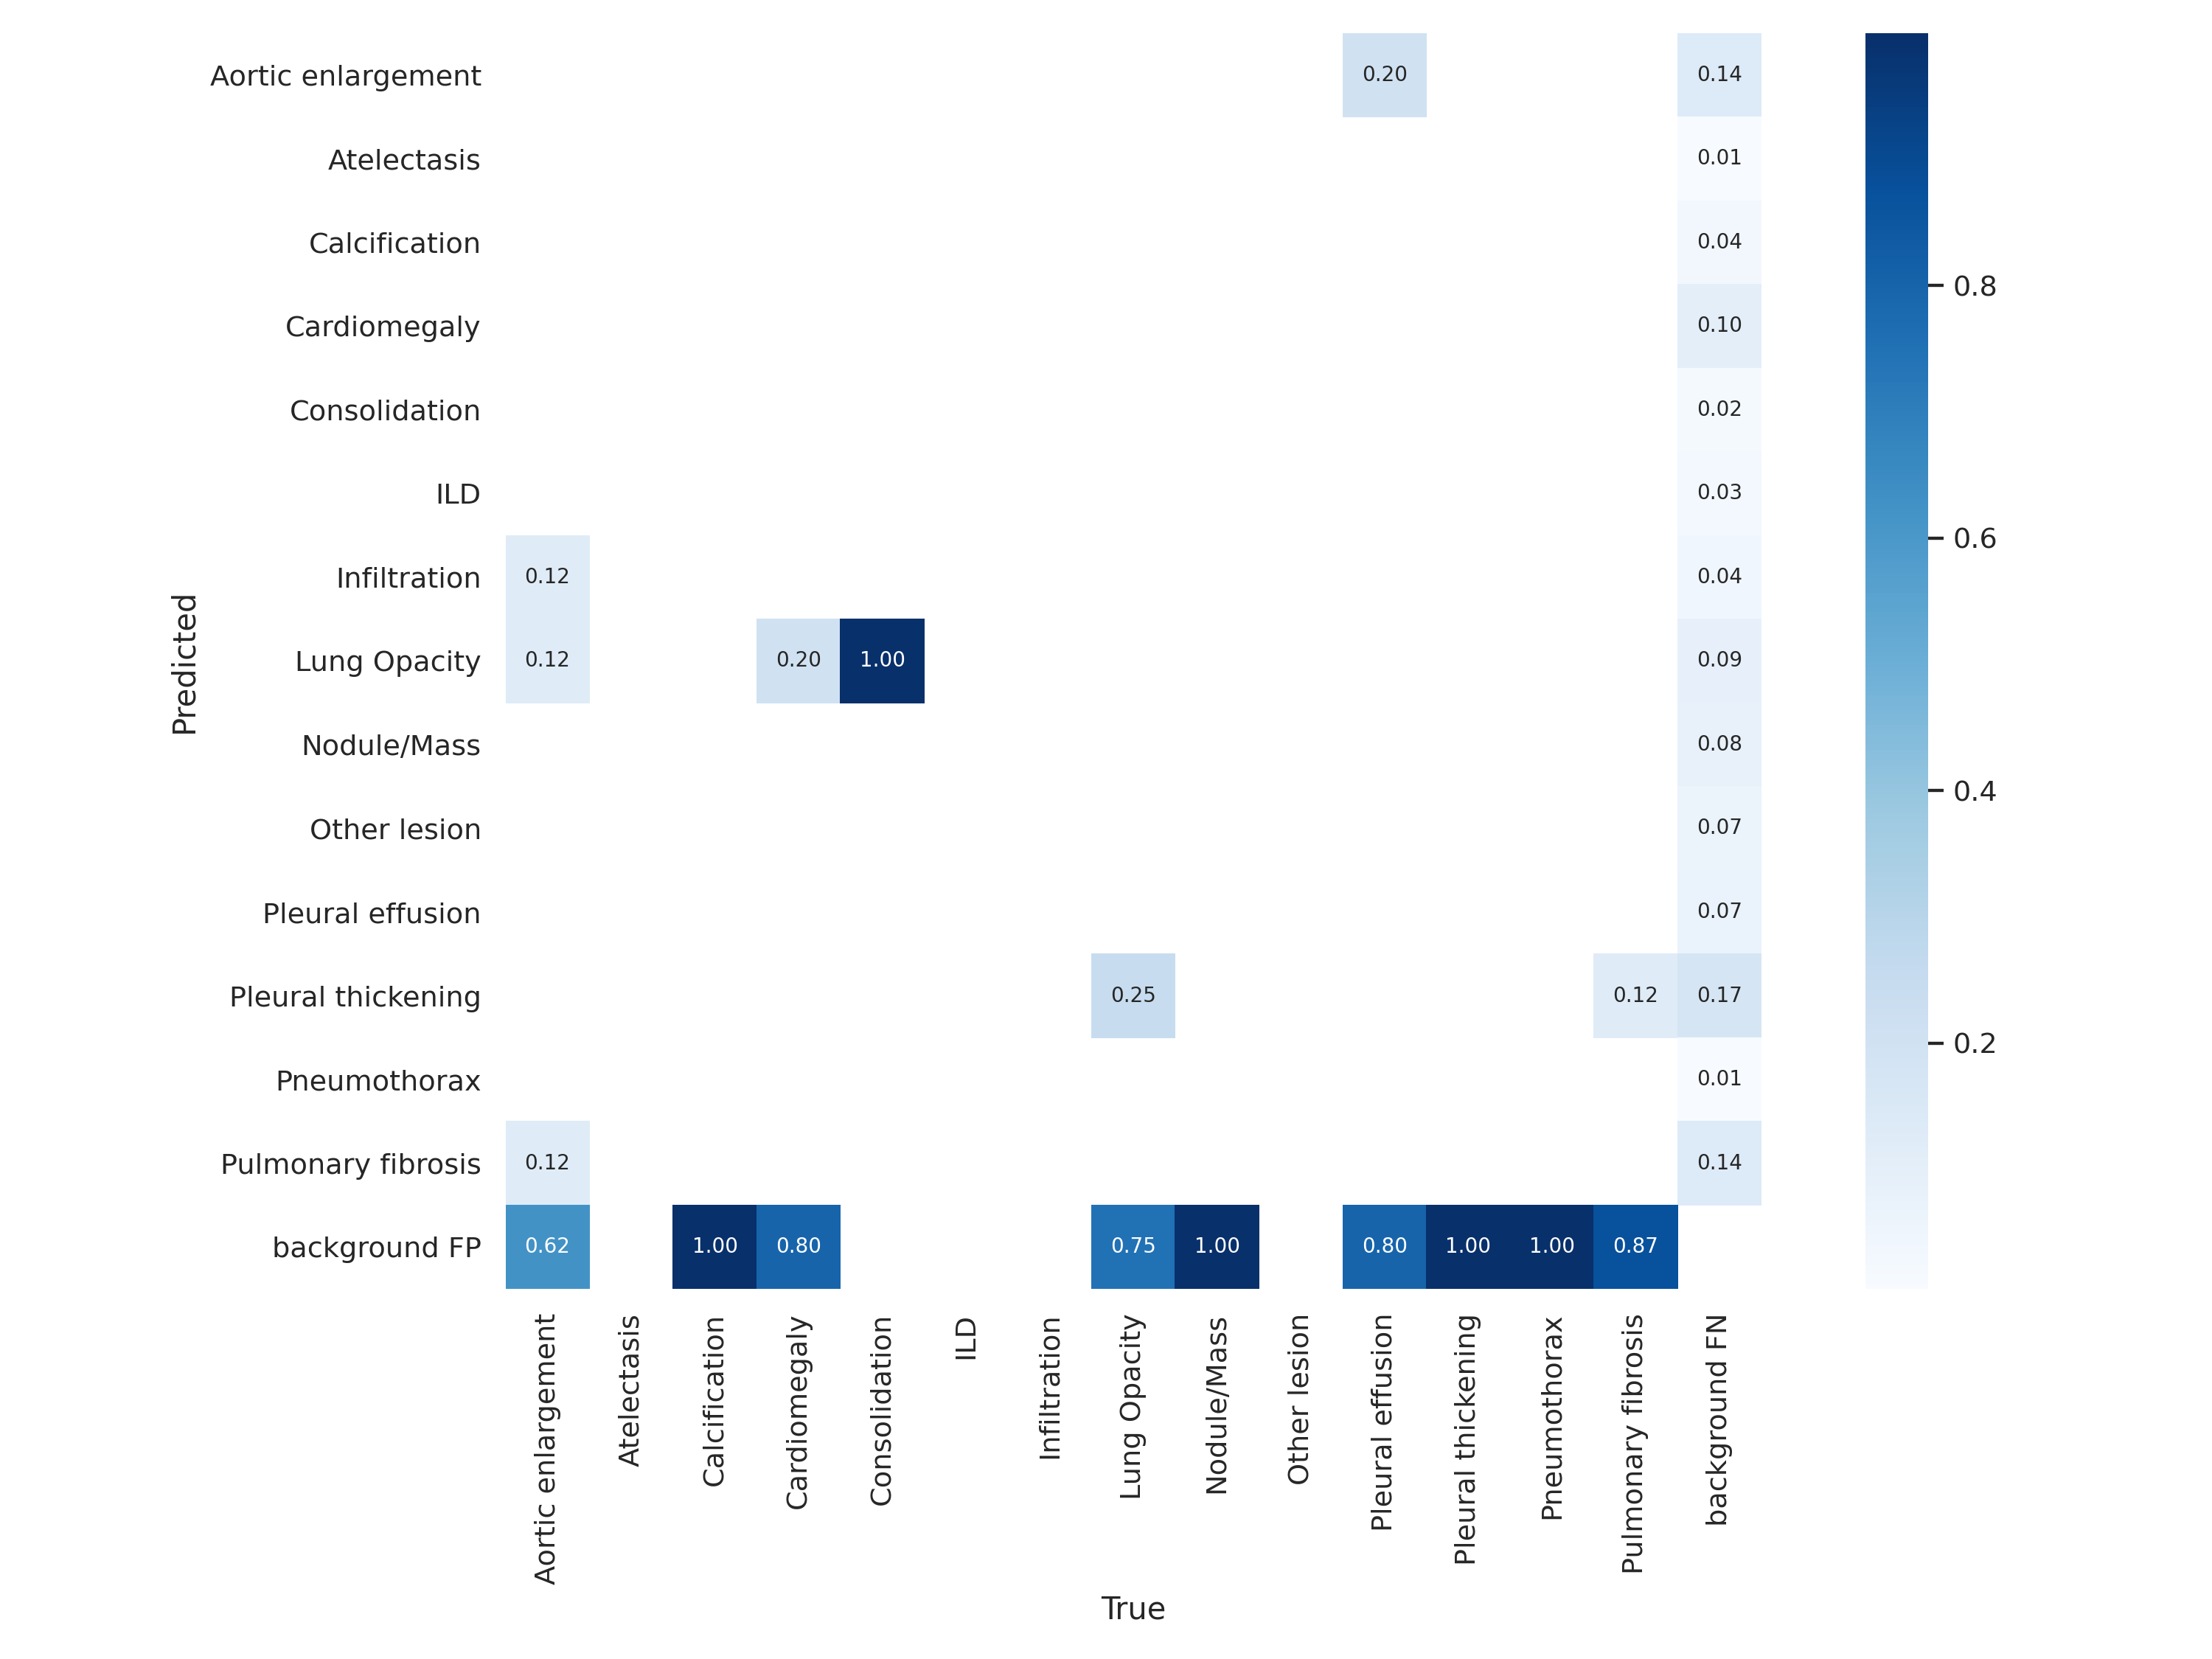 Aortic enlargement 0.20 0.14
Atelectasis 0.01
Calcification 0.04
0.8
Cardiomegaly 0.10
Consolidation 0.02
ILD 0.03
0.6
Infiltration 0.12 0.04
Predicted
Lung Opacity 0.12 0.20 1.00 0.09
Nodule/Mass 0.08
0.4
Other lesion 0.07
Pleural effusion 0.07
Pleural thickening 0.25 0.12 0.17
0.2
Pneumothorax 0.01
Pulmonary fibrosis 0.12 0.14
background FP 0.62 1.00 0.80 0.75 1.00 0.80 1.00 1.00 0.87
Aortic enlargement
Atelectasis
Calcification
Cardiomegaly
Consolidation
ILD
Infiltration
Lung Opacity
Nodule/Mass
Other lesion
Pleural effusion
Pleural thickening
Pneumothorax
Pulmonary fibrosis
background FN
True